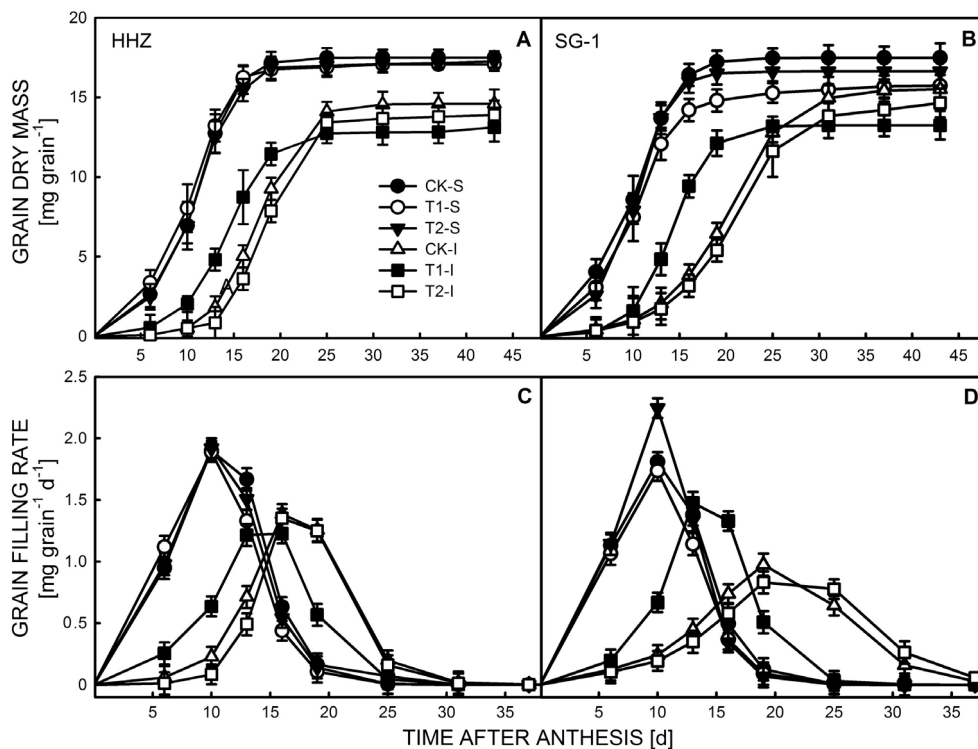 HHZ
A
SG-1
B
GRAIN DRY MASS
[mg grain⁻¹]
20
15
10
5
0
CK-S
T1-S
T2-S
CK-I
T1-I
T2-I
5 10 15 20 25 30 35 40 45
5 10 15 20 25 30 35 40 45
C
D
GRAIN FILLING RATE
[mg grain⁻¹ d⁻¹]
2.5
2.0
1.5
1.0
0.5
0
5 10 15 20 25 30 35
5 10 15 20 25 30 35
TIME AFTER ANTHESIS [d]